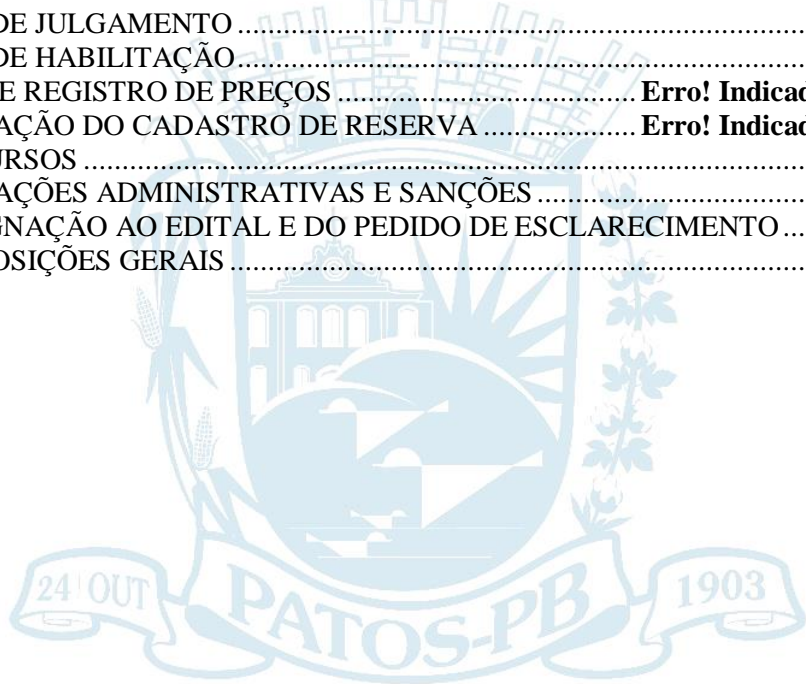 DE JULGAMENTO ................................................................................
DE HABILITAÇÃO ................................................................................
E REGISTRO DE PREÇOS ........................................ Erro! Indicad
AÇÃO DO CADASTRO DE RESERVA .................... Erro! Indicad
URSOS ................................................................................
AÇÕES ADMINISTRATIVAS E SANÇÕES ....................................
GNAÇÃO AO EDITAL E DO PEDIDO DE ESCLARECIMENTO ....
OSIÇÕES GERAIS ................................................................................
24 OUT
PATOS-PB
1903